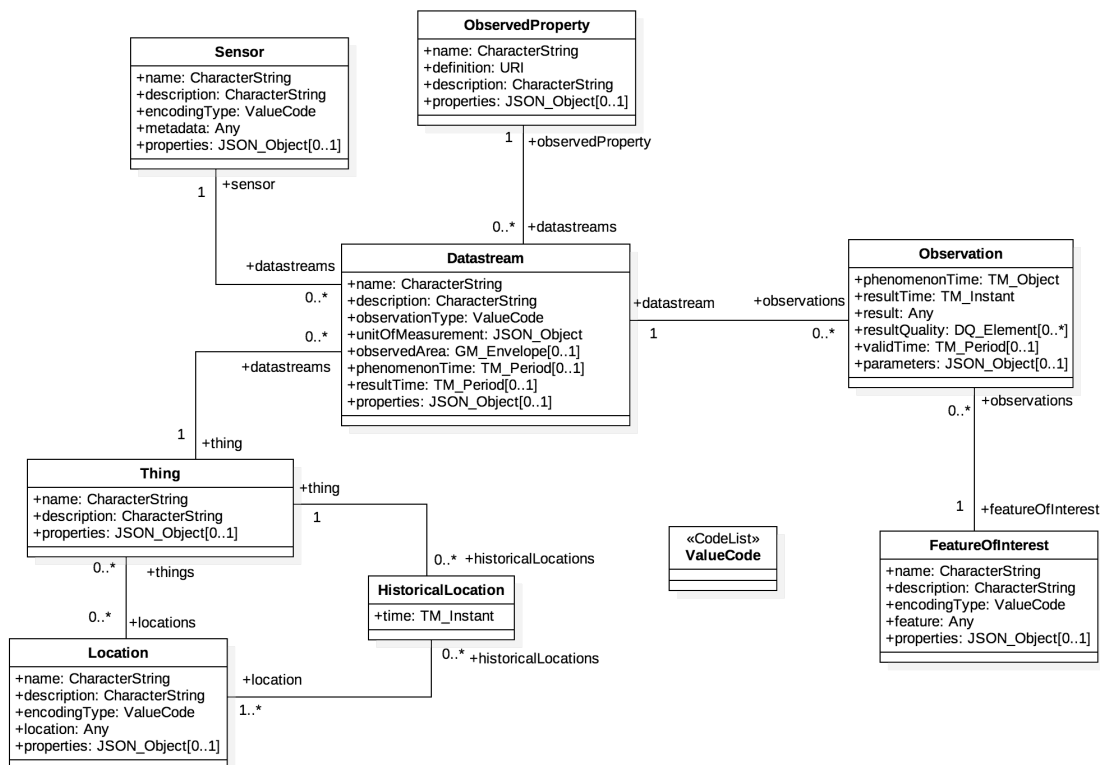 ObservedProperty
+name: CharacterString
+definition: URI
+description: CharacterString
+properties: JSON_Object[0..1]
Sensor
+name: CharacterString
+description: CharacterString
+encodingType: ValueCode
+metadata: Any
+properties: JSON_Object[0..1]
1
+observedProperty
1
+sensor
0..*
+datastreams
+datastreams
0..*
Datastream
+name: CharacterString
+description: CharacterString
+observationType: ValueCode
+unitOfMeasurement: JSON_Object
+observedArea: GM_Envelope[0..1]
+phenomenonTime: TM_Period[0..1]
+resultTime: TM_Period[0..1]
+properties: JSON_Object[0..1]
+datastream
1
+observations
0..*
Observation
+phenomenonTime: TM_Object
+resultTime: TM_Instant
+result: Any
+resultQuality: DQ_Element[0..*]
+validTime: TM_Period[0..1]
+parameters: JSON_Object[0..1]
0..*
+datastreams
0..*
+observations
1
+thing
Thing
+name: CharacterString
+description: CharacterString
+properties: JSON_Object[0..1]
+thing
1
1
+featureOfInterest
«CodeList»
ValueCode
FeatureOfInterest
+name: CharacterString
+description: CharacterString
+encodingType: ValueCode
+feature: Any
+properties: JSON_Object[0..1]
0..*
+historicalLocations
HistoricalLocation
+time: TM_Instant
0..*
+things
0..*
+locations
0..*
+historicalLocations
Location
+name: CharacterString
+description: CharacterString
+encodingType: ValueCode
+location: Any
+properties: JSON_Object[0..1]
+location
1..*